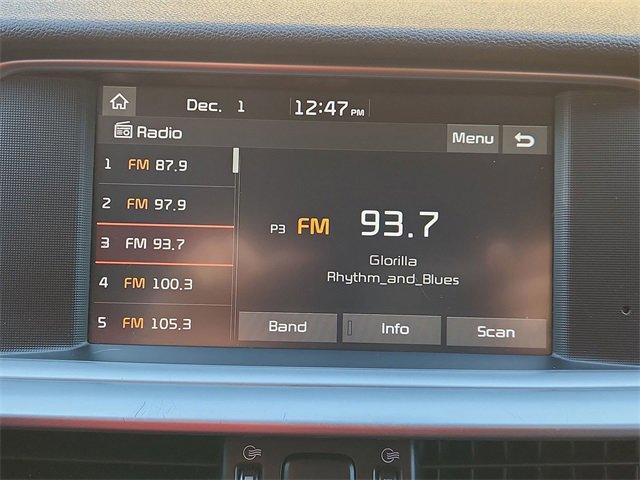 Dec. 1 12:47 PM
Radio Menu
1 FM 87.9
2 FM 97.9
3 FM 93.7
4 FM 100.3
5 FM 105.3
P3 FM 93.7
Glorilla
Rhythm_and_Blues
Band Info Scan